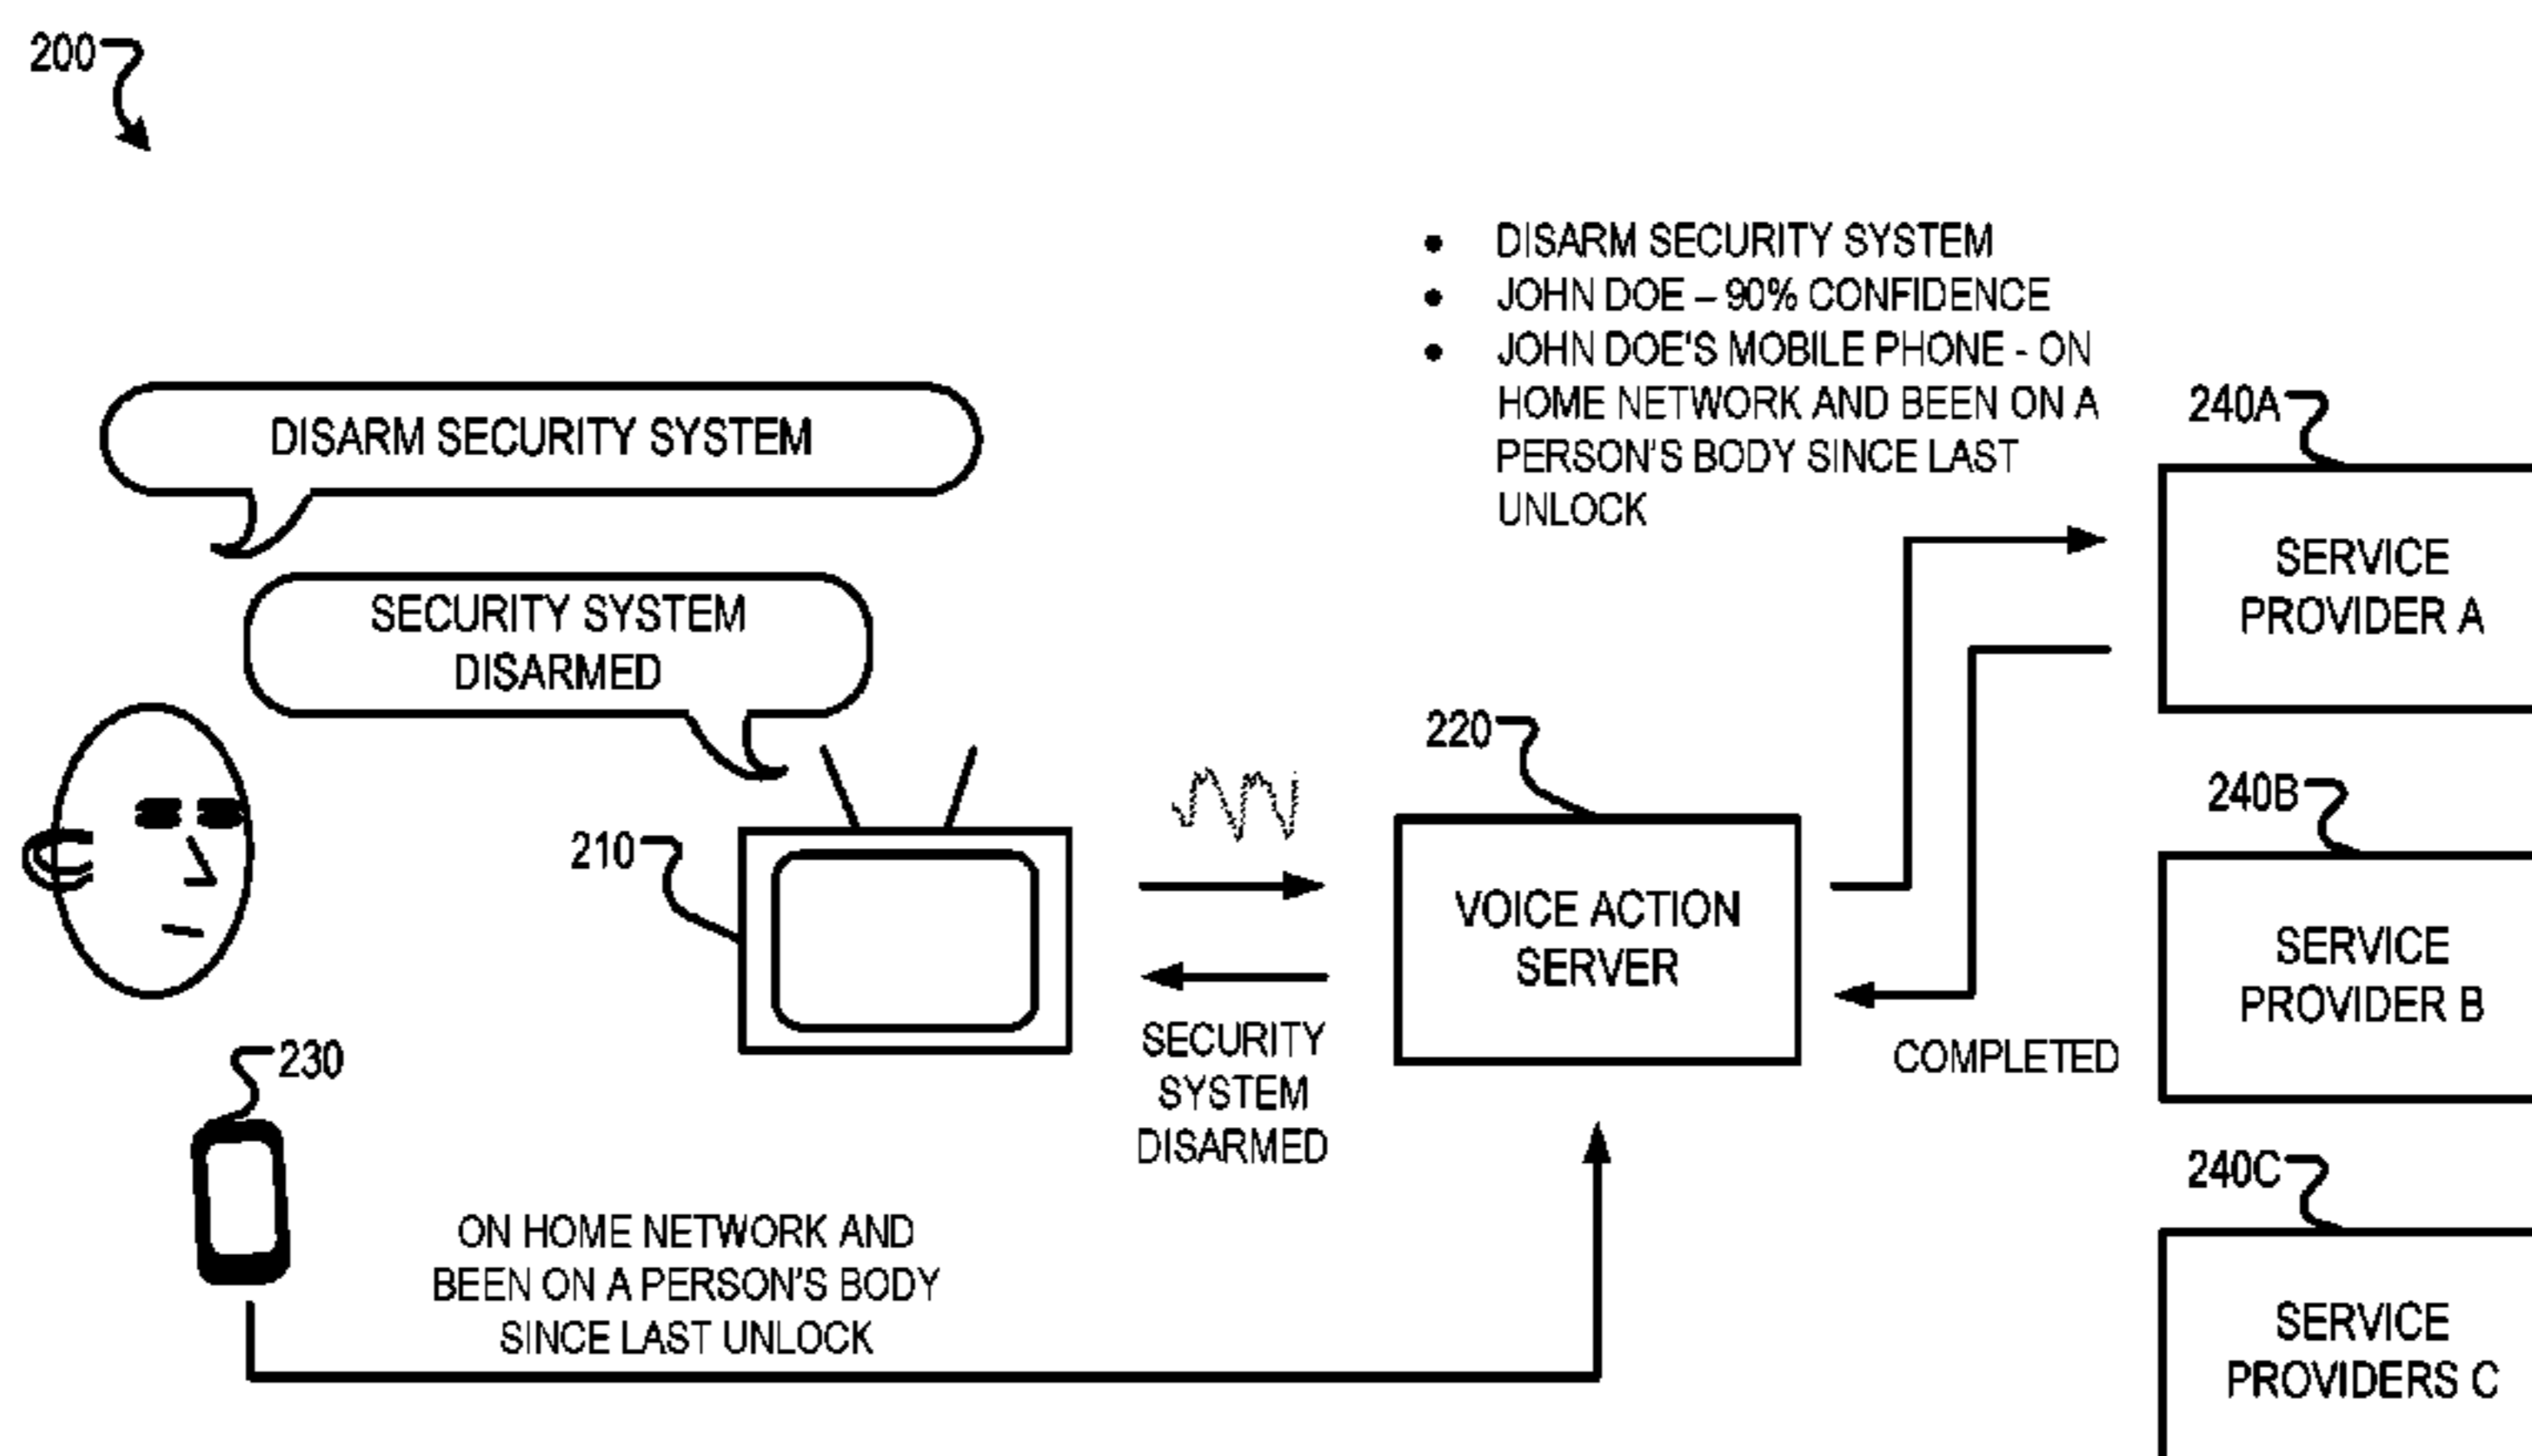 200
• DISARM SECURITY SYSTEM
• JOHN DOE – 90% CONFIDENCE
• JOHN DOE'S MOBILE PHONE - ON
HOME NETWORK AND BEEN ON A
PERSON'S BODY SINCE LAST
UNLOCK
DISARM SECURITY SYSTEM
SECURITY SYSTEM
DISARMED
210
220
VOICE ACTION
SERVER
SECURITY
SYSTEM
DISARMED
COMPLETED
230
ON HOME NETWORK AND
BEEN ON A PERSON'S BODY
SINCE LAST UNLOCK
240A
SERVICE
PROVIDER A
240B
SERVICE
PROVIDER B
240C
SERVICE
PROVIDERS C